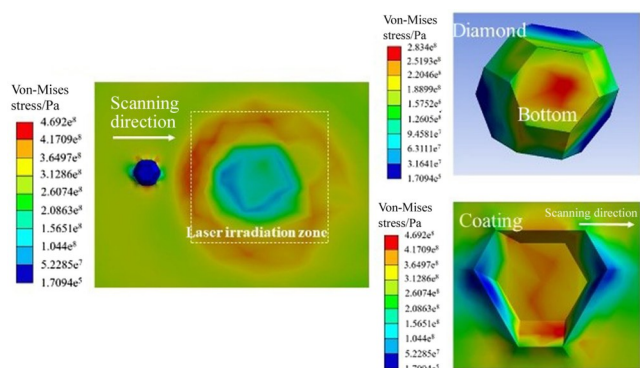 Von-Mises
stress/Pa
4.692e⁸
4.1709e⁸
3.6497e⁸
3.1286e⁸
2.6074e⁸
2.0863e⁸
1.5651e⁸
1.044e⁸
5.2285e⁷
1.7094e⁵
Scanning
direction
Laser irradiation zone
Von-Mises
stress/Pa
2.834e⁸
2.5193e⁸
2.2046e⁸
1.8899e⁸
1.5752e⁸
1.2605e⁸
9.4581e⁷
6.3111e⁷
3.1641e⁷
1.7094e⁵
Diamond
Bottom
Von-Mises
stress/Pa
4.692e⁸
4.1709e⁸
3.6497e⁸
3.1286e⁸
2.6074e⁸
2.0863e⁸
1.5651e⁸
1.044e⁸
5.2285e⁷
Coating
Scanning direction